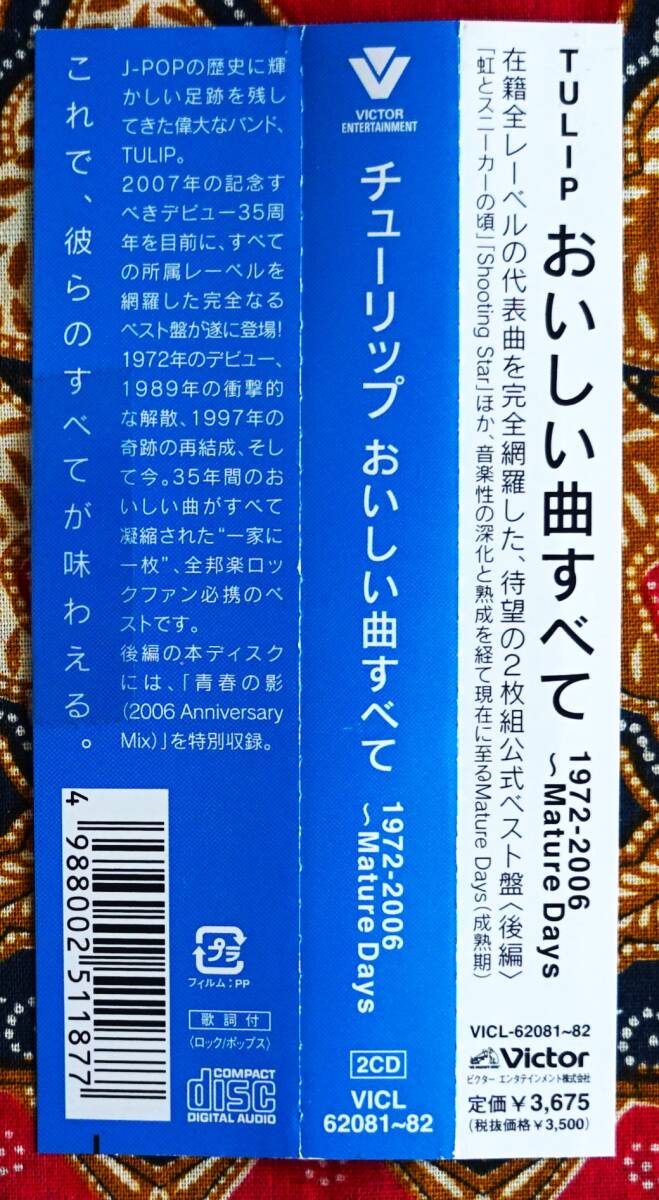 TULIP おいしい曲すべて 1972-2006
～Mature Days
在籍全レーベルの代表曲を完全網羅した、待望の2枚組公式ベスト盤〈後編〉
「虹とスニーカーの頃」「Shooting Star」ほか、音楽性の深化と熟成を経て現在に至るMature Days（成熟期）
VICL-62081~82
Victor
ビクター エンタテインメント株式会社
定価￥3,675
(税抜価格￥3,500)
VICTOR
ENTERTAINMENT
チューリップ おいしい曲すべて 1972-2006
～Mature Days
2CD
VICL
62081~82
J-POPの歴史に輝
かしい足跡を残し
てきた偉大なバンド、
TULIP。
2007年の記念す
べきデビュー35周
年を目前に、すべて
の所属レーベルを
網羅した完全なる
ベスト盤が遂に登場!
1972年のデビュー、
1989年の衝撃的
な解散、1997年の
奇跡の再結成、そし
て今。35年間のお
いしい曲がすべて
凝縮された“一家に
一枚”、全邦楽ロッ
クファン必携のベ
ストです。
後編の本ディスク
には、「青春の影
(2006 Anniversary
Mix)」を特別収録。
これで、彼らのすべてが味わえる。
4 988002 511877
プラ
フィルム：PP
歌詞付
〈ロック/ポップス〉
COMPACT
disc
DIGITAL AUDIO